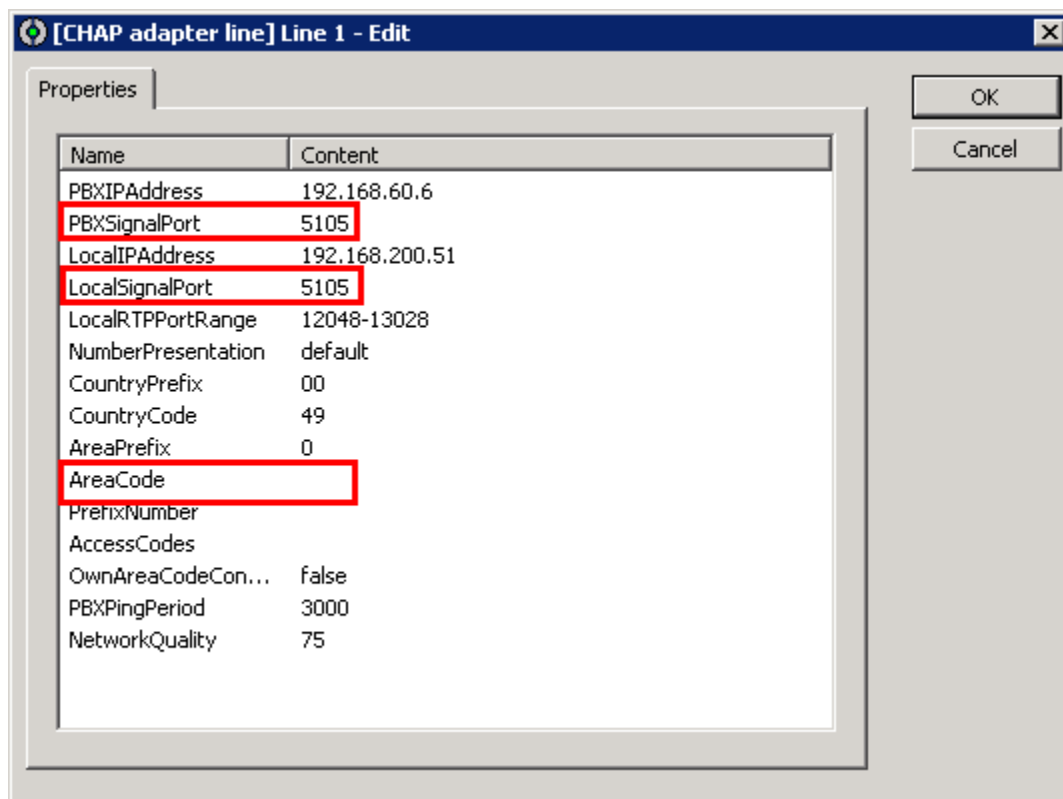 [CHAP adapter line] Line 1 - Edit
Properties
OK
Cancel
Name Content
PBXIPAddress 192.168.60.6
PBXSignalPort 5105
LocalIPAddress 192.168.200.51
LocalSignalPort 5105
LocalRTPPortRange 12048-13028
NumberPresentation default
CountryPrefix 00
CountryCode 49
AreaPrefix 0
AreaCode
PrefixNumber
AccessCodes
OwnAreaCodeCon... false
PBXPingPeriod 3000
NetworkQuality 75